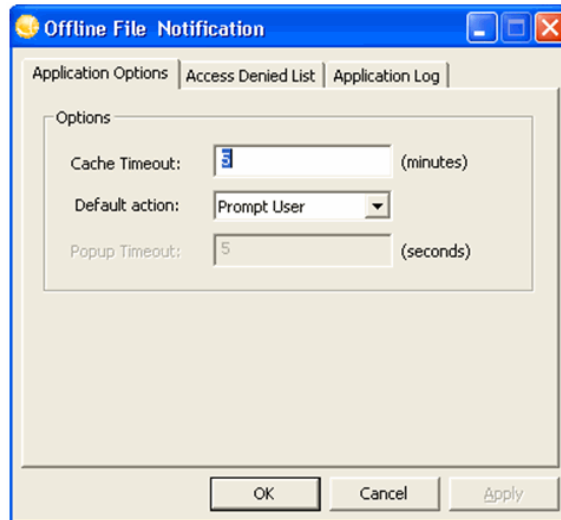 Offline File Notification
Application Options Access Denied List Application Log
Options
Cache Timeout: 5 (minutes)
Default action: Prompt User
Popup Timeout: 5 (seconds)
OK Cancel Apply